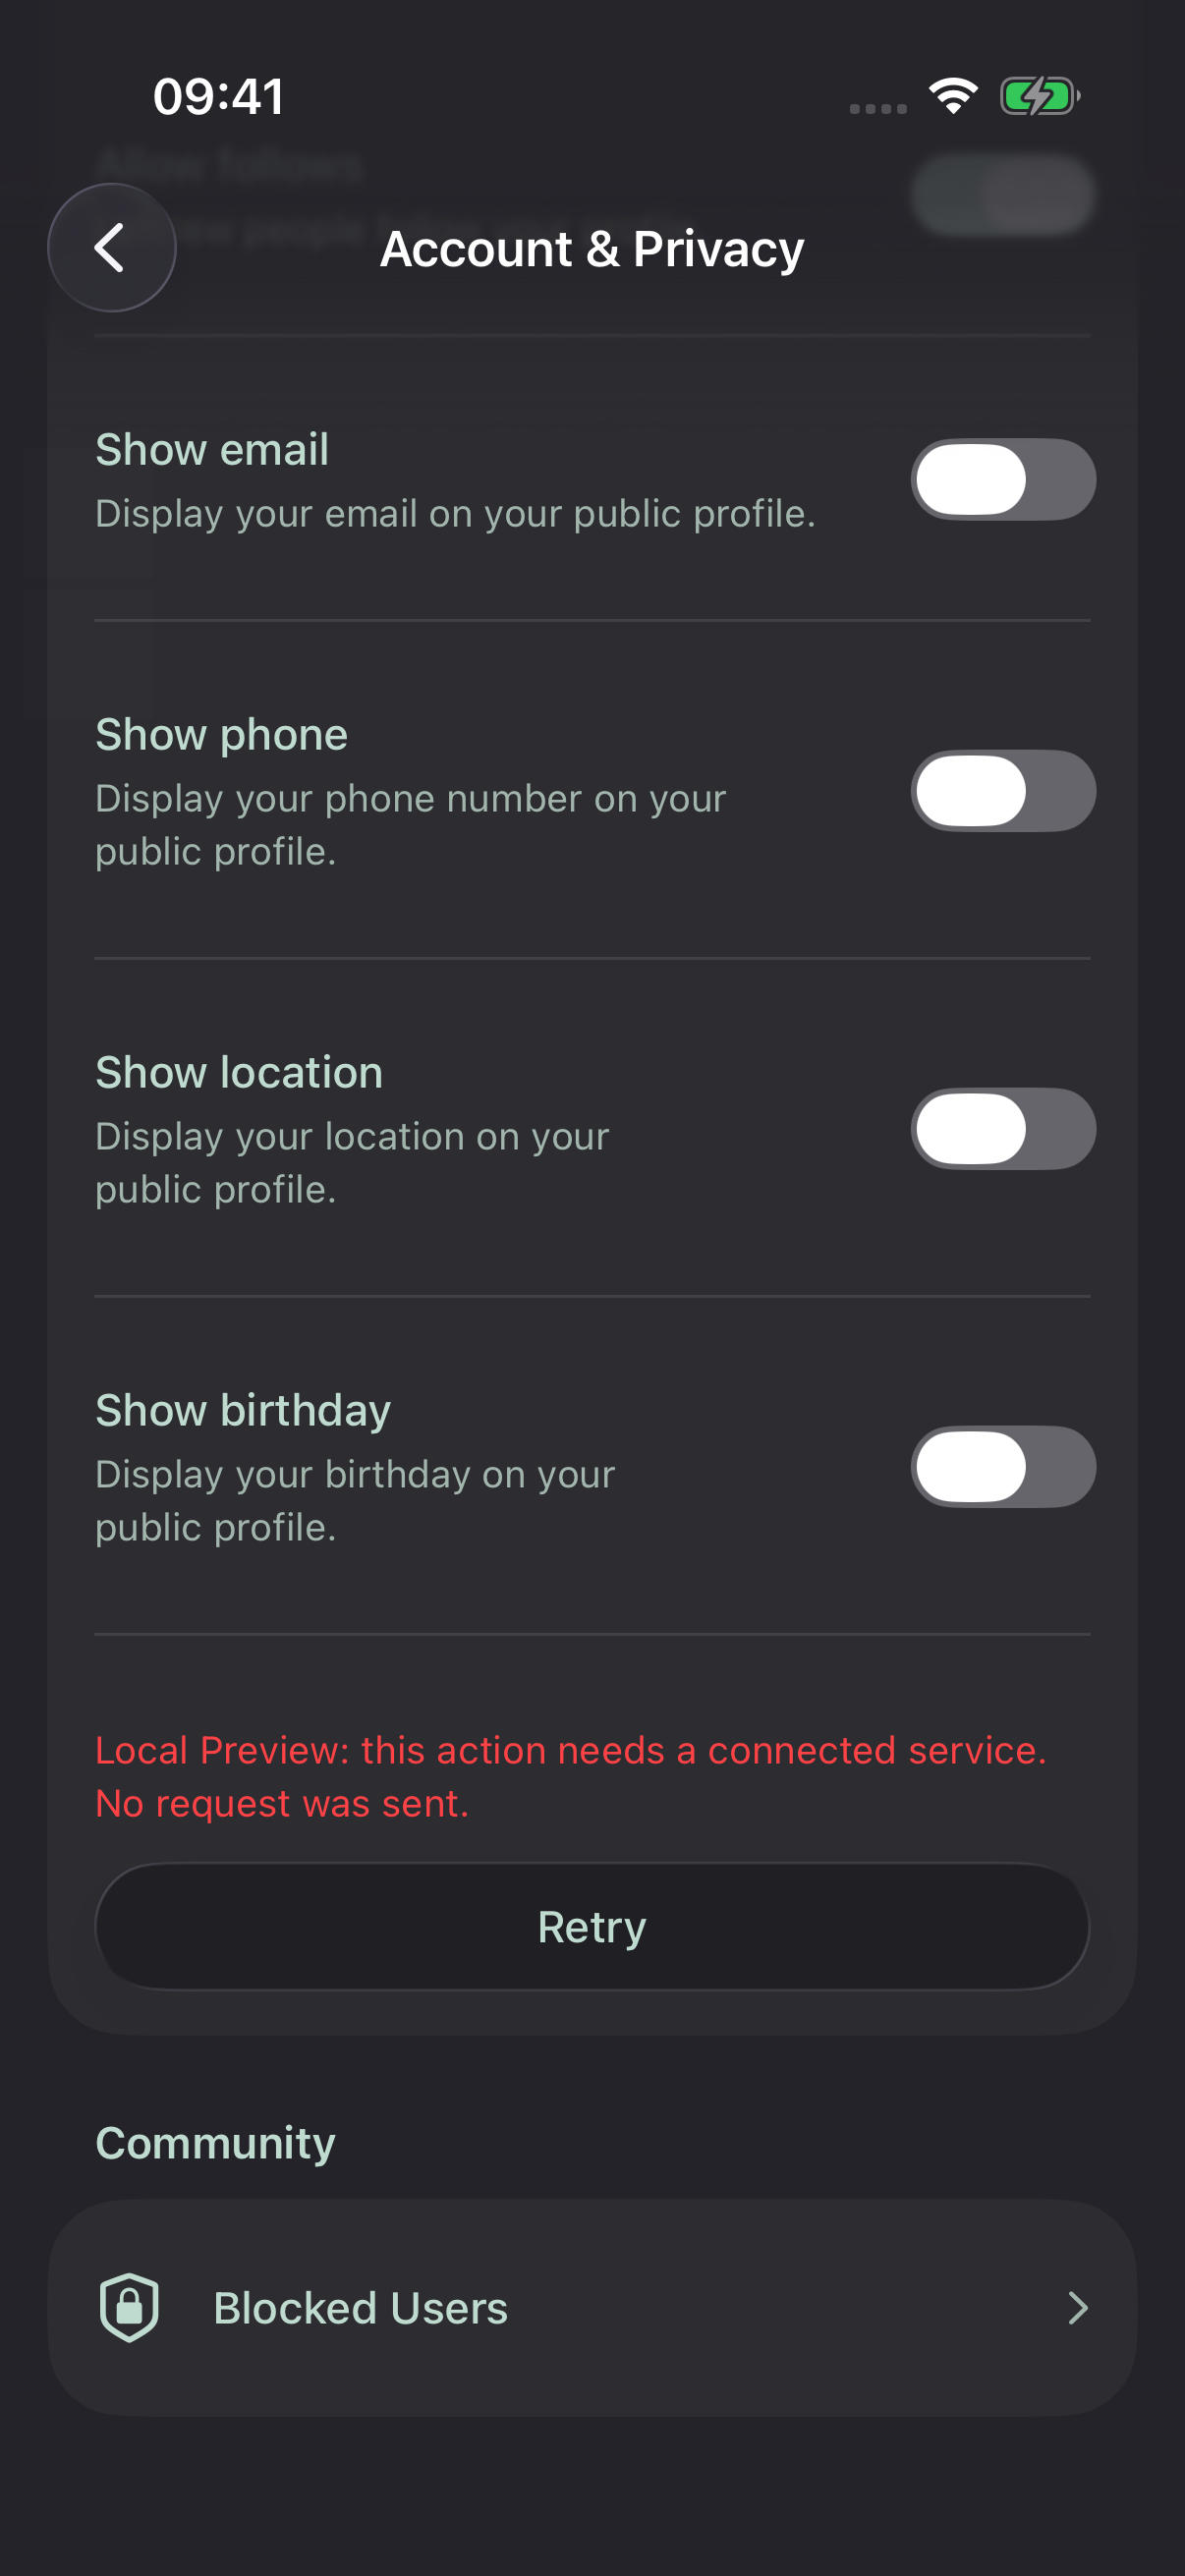 09:41
Allow follows
Account & Privacy
Show email
Display your email on your public profile.
Show phone
Display your phone number on your
public profile.
Show location
Display your location on your
public profile.
Show birthday
Display your birthday on your
public profile.
Local Preview: this action needs a connected service.
No request was sent.
Retry
Community
Blocked Users